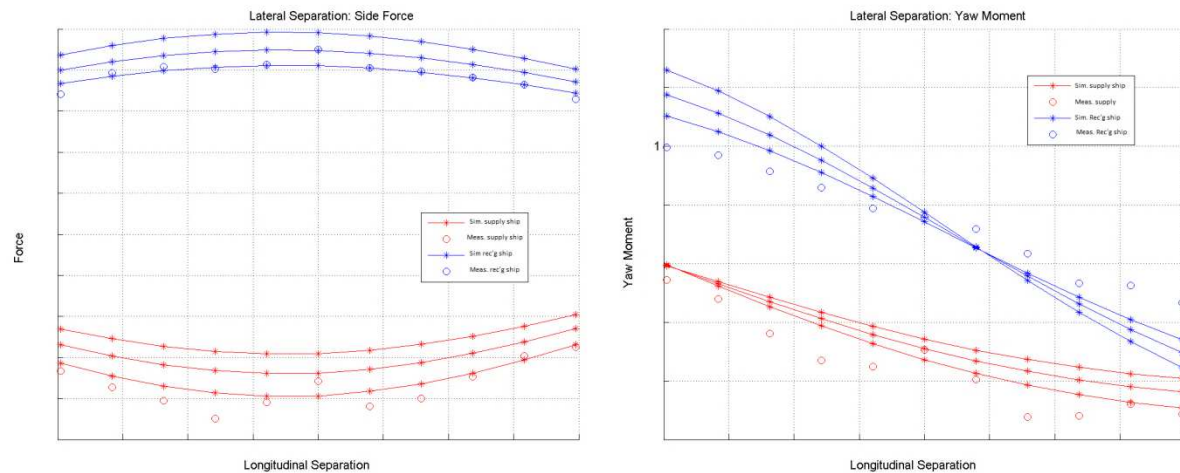 Lateral Separation: Side Force
Force
Sim. supply ship
Meas. supply ship
Sim rec'g ship
Meas. rec'g ship
Longitudinal Separation
Lateral Separation: Yaw Moment
Yaw Moment
1
Sim. supply ship
Meas. supply
Sim. Rec'g ship
Meas. Rec'g ship
Longitudinal Separation